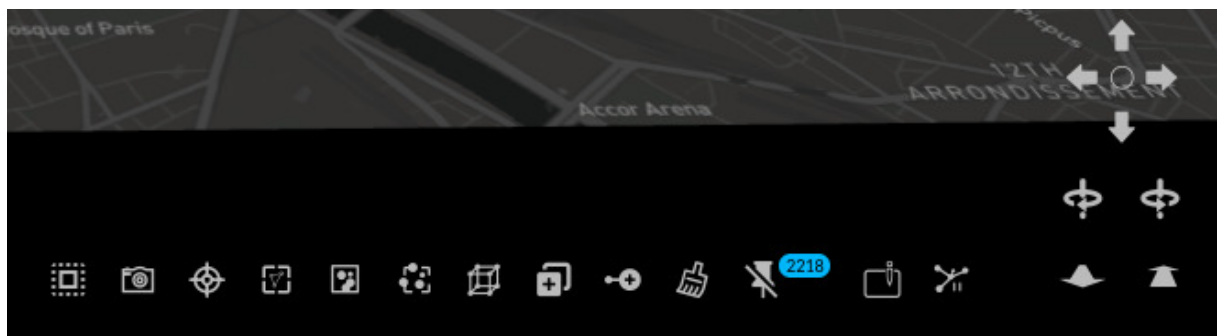 osque of Paris
Picpus
12TH
ARRONDISSEMENT
Accor Arena
2218